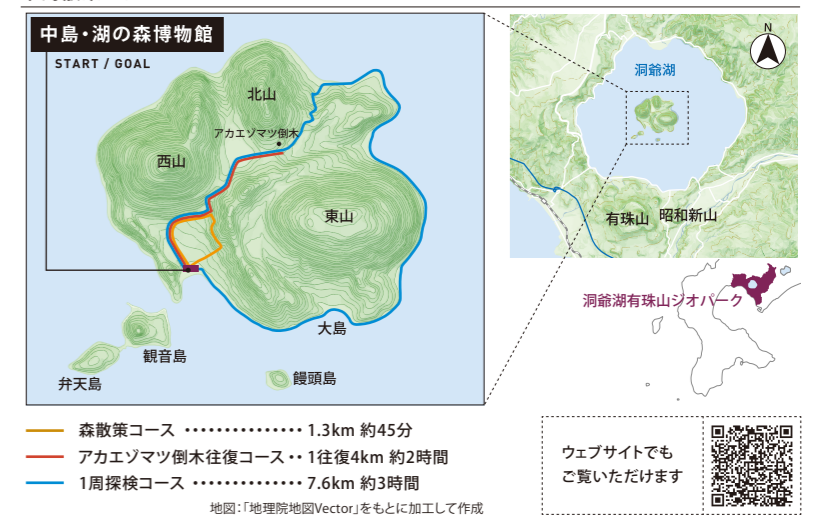 中島・湖の森博物館
START / GOAL
北山
アカエゾマツ倒木
西山
東山
大島
観音島
弁天島
饅頭島
N
洞爺湖
有珠山
昭和新山
洞爺湖有珠山ジオパーク
森散策コース ・・・・・・・・・・・・・・・ 1.3km 約45分
アカエゾマツ倒木往復コース・・ 1往復4km 約2時間
1周探検コース ・・・・・・・・・・・・・・ 7.6km 約3時間
地図：「地理院地図Vector」をもとに加工して作成
ウェブサイトでも
ご覧いただけます